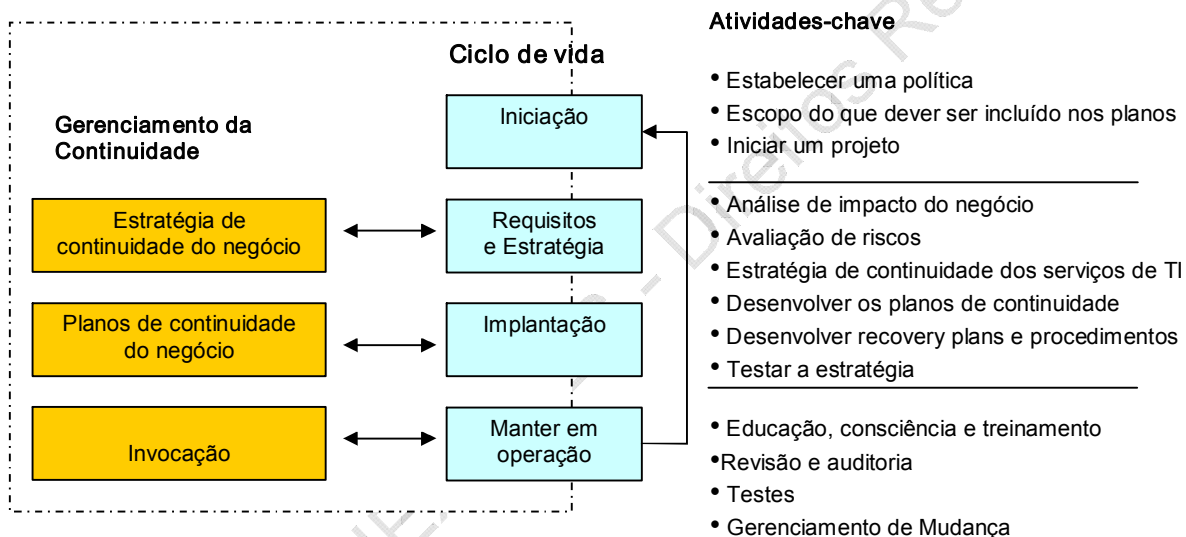 Atividades-chave
Ciclo de vida
• Estabelecer uma política
• Escopo do que dever ser incluído nos planos
• Iniciar um projeto
Iniciação
Gerenciamento da
Continuidade
• Análise de impacto do negócio
• Avaliação de riscos
• Estratégia de continuidade dos serviços de TI
• Desenvolver os planos de continuidade
• Desenvolver recovery plans e procedimentos
• Testar a estratégia
Estratégia de
continuidade do negócio
Requisitos
e Estratégia
Planos de continuidade
do negócio
Implantação
Invocação
Manter em
operação
• Educação, consciência e treinamento
•Revisão e auditoria
• Testes
• Gerenciamento de Mudança
- Direitos